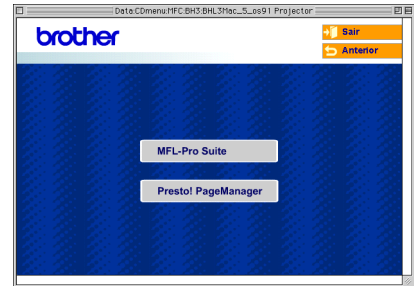 Data:CDmenu:MFC:BH3:BHL3Mac_5_os91 Projector
brother
Sair
Anterior
MFL-Pro Suite
Presto! PageManager